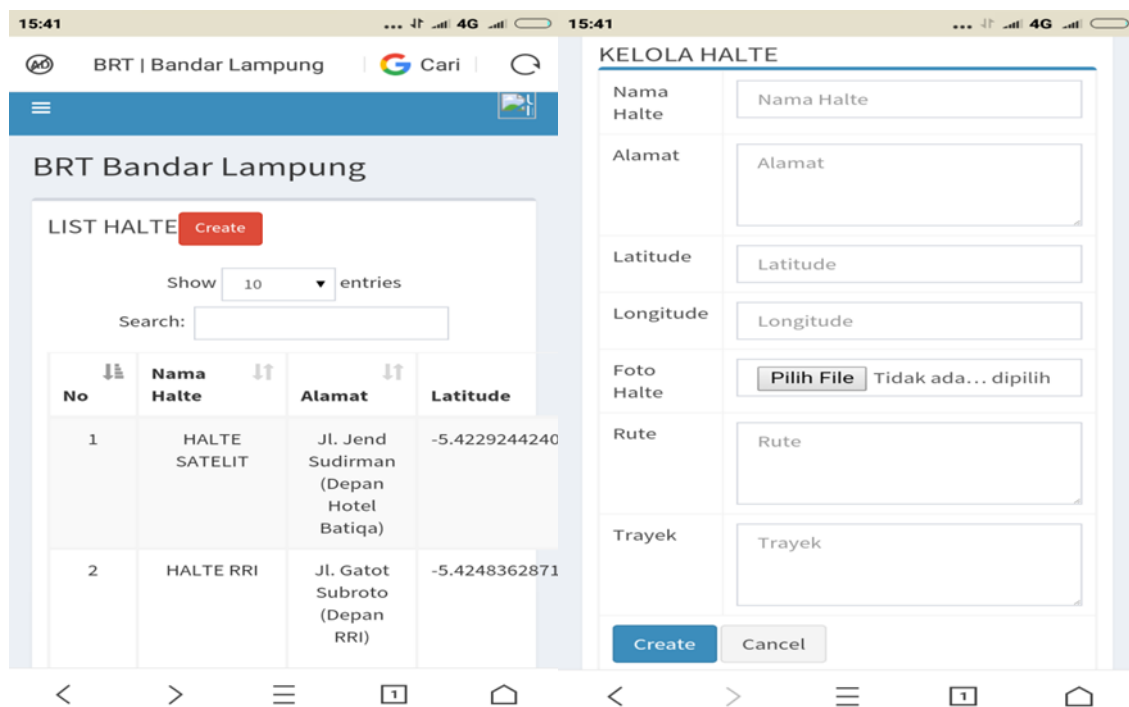 15:41
... 4G
BRT | Bandar Lampung
Cari
BRT Bandar Lampung
LIST HALTE Create
Show 10 entries
Search:
No Nama Halte Alamat Latitude
1 HALTE SATELIT Jl. Jend Sudirman (Depan Hotel Batiqa) -5.4229244240
2 HALTE RRI Jl. Gatot Subroto (Depan RRI) -5.4248362871
1
15:41
... 4G
KELOLA HALTE
Nama Halte Nama Halte
Alamat Alamat
Latitude Latitude
Longitude Longitude
Foto Halte Pilih File Tidak ada... dipilih
Rute Rute
Trayek Trayek
Create Cancel
1